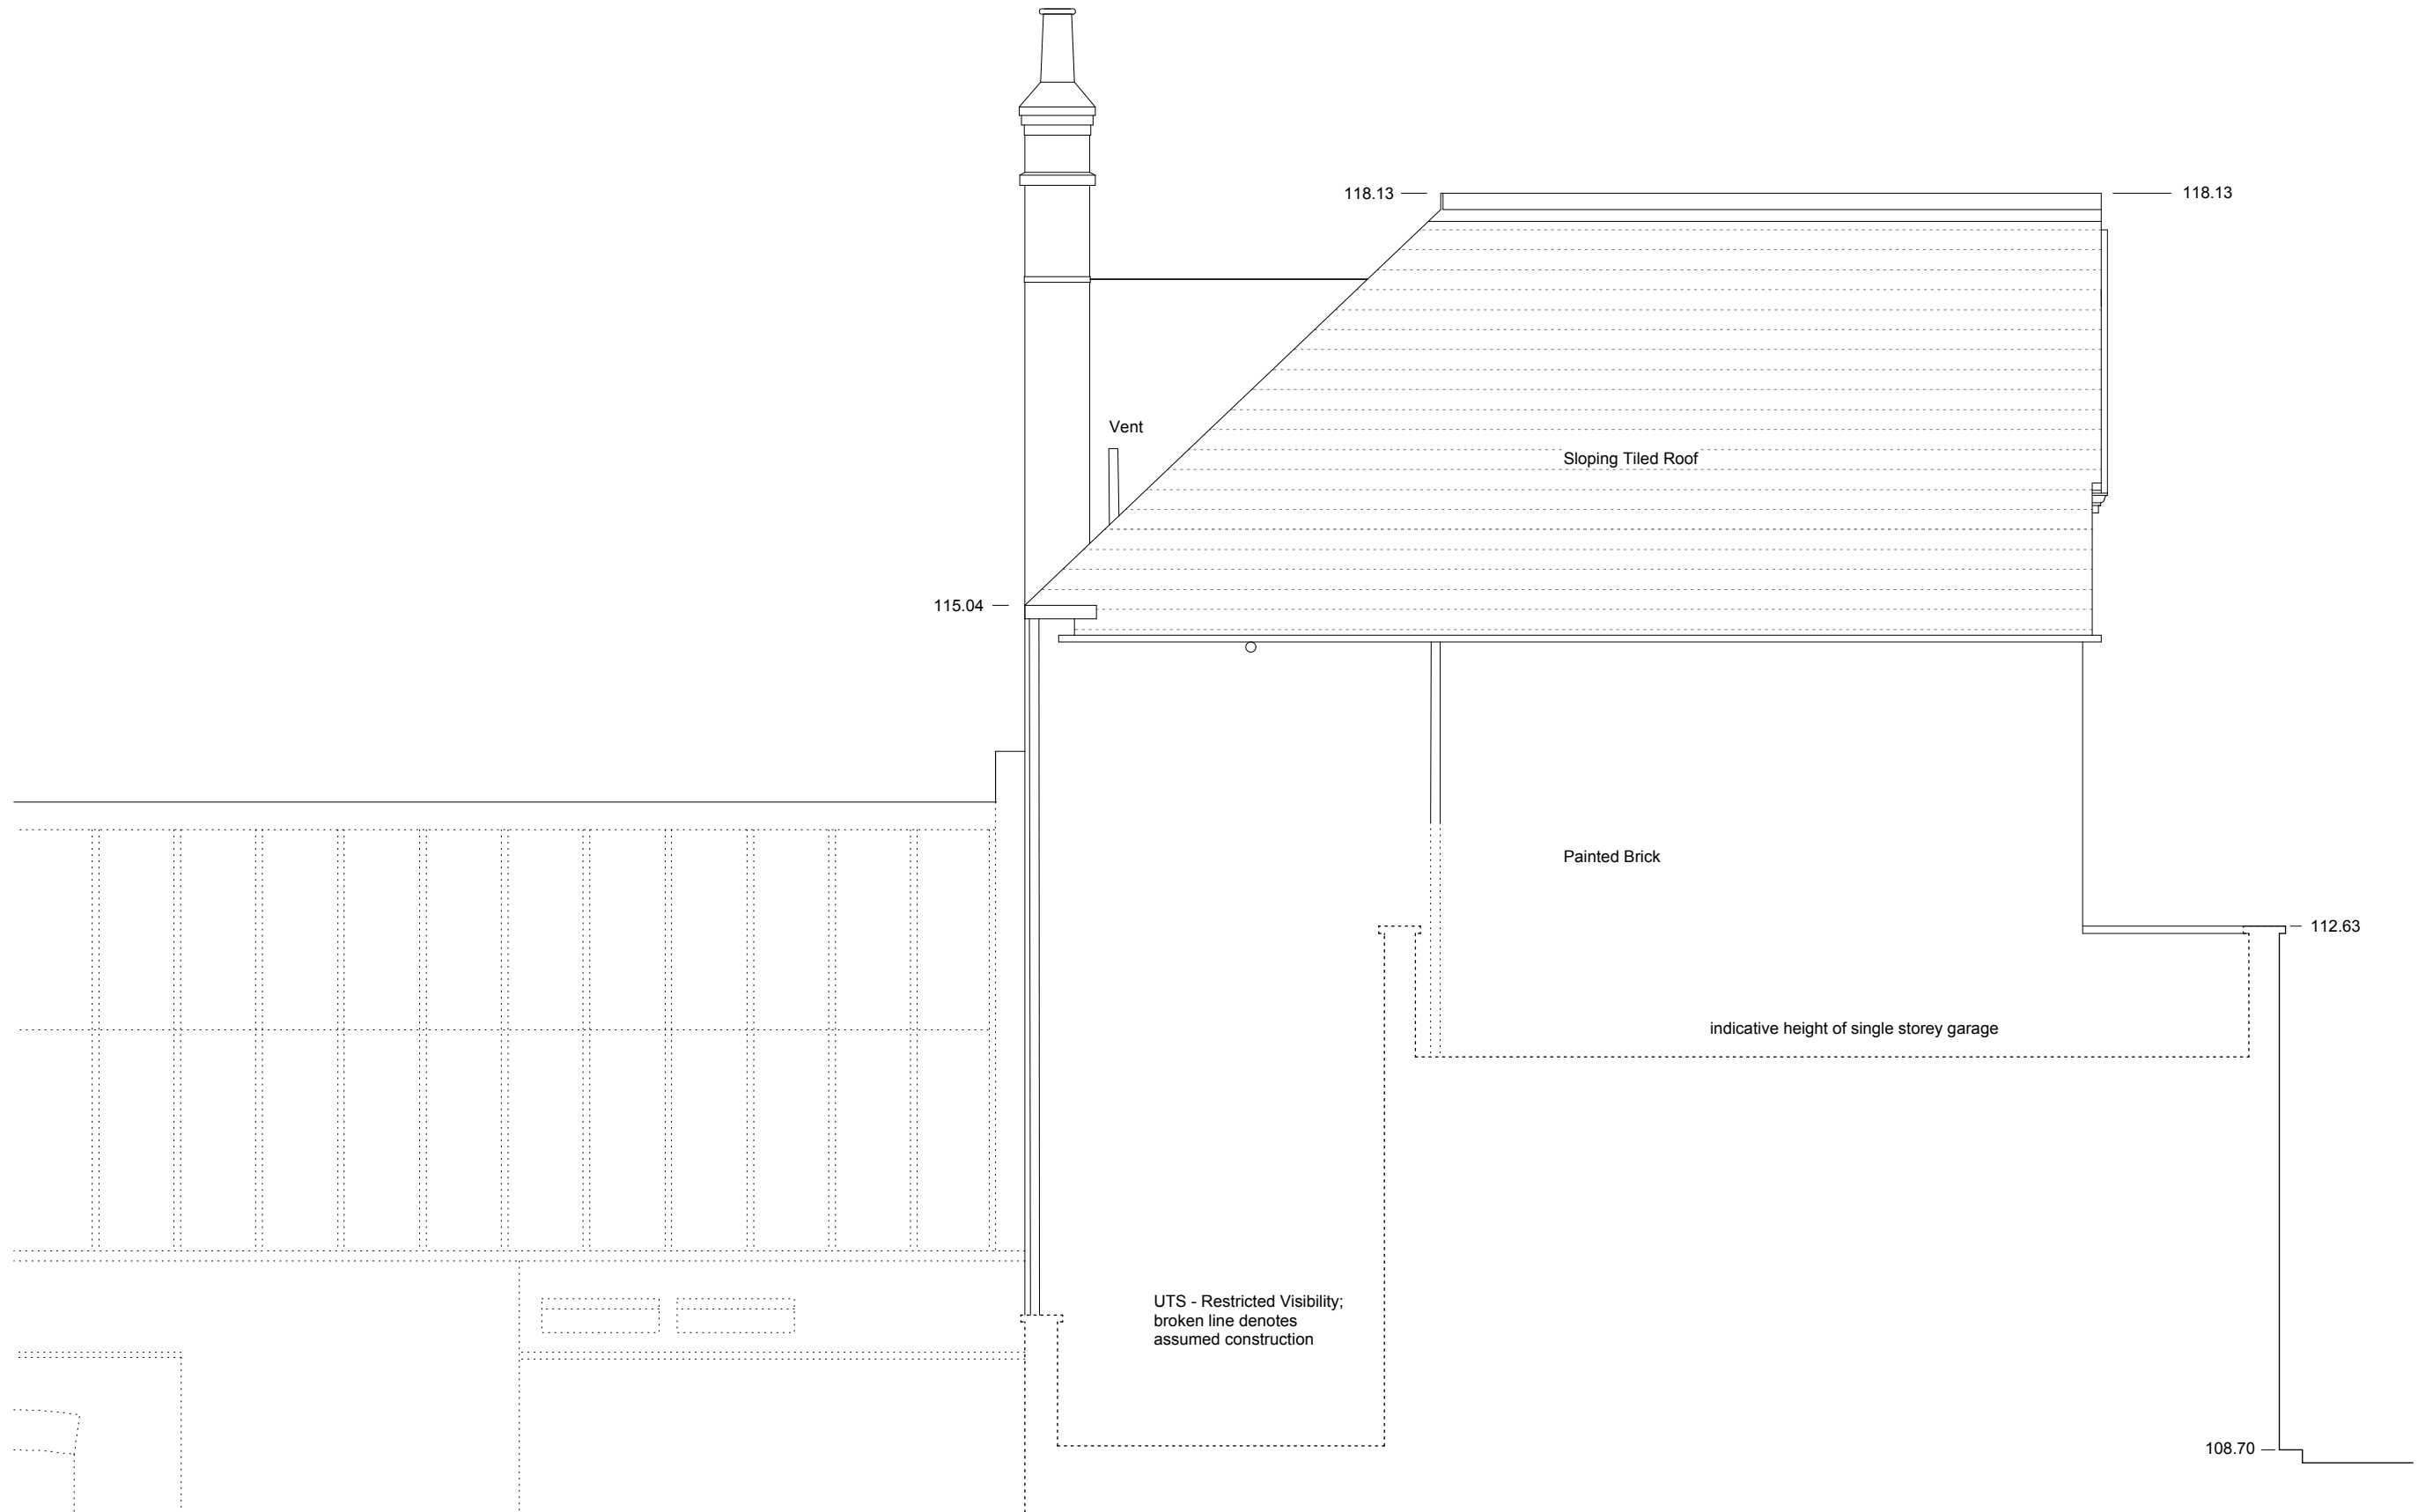 118.13
118.13
Vent
Sloping Tiled Roof
115.04
Painted Brick
112.63
indicative height of single storey garage
UTS - Restricted Visibility;
broken line denotes
assumed construction
108.70